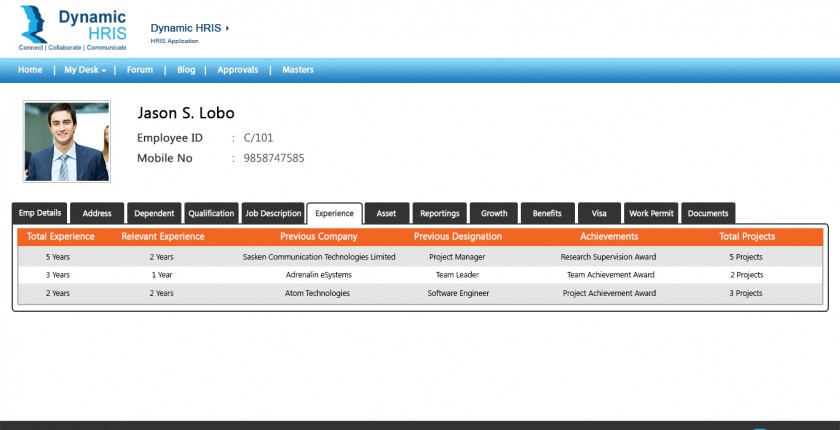 Dynamic
HRIS
Connect | Collaborate | Communicate
Dynamic HRIS
HRIS Application
Home | My Desk | Forum | Blog | Approvals | Masters
Jason S. Lobo
Employee ID : C/101
Mobile No : 9858747585
Emp Details Address Dependent Qualification Job Description Experience Asset Reportings Growth Benefits Visa Work Permit Documents
Total Experience Relevant Experience Previous Company Previous Designation Achievements Total Projects
5 Years 2 Years Sasken Communication Technologies Limited Project Manager Research Supervision Award 5 Projects
3 Years 1 Year Adrenalin eSystems Team Leader Team Achievement Award 2 Projects
2 Years 2 Years Atom Technologies Software Engineer Project Achievement Award 3 Projects